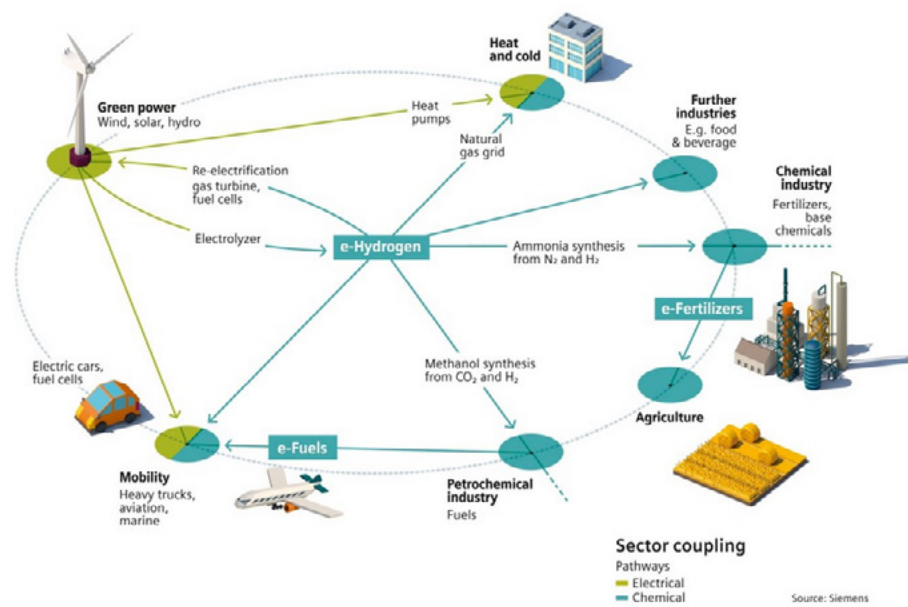 Heat
and cold
Green power
Wind, solar, hydro
Heat
pumps
Further
industries
E.g. food
& beverage
Natural
gas grid
Re-electrification
gas turbine,
fuel cells
Chemical
industry
Fertilizers,
base
chemicals
Electrolyzer
e-Hydrogen
Ammonia synthesis
from N₂ and H₂
e-Fertilizers
Electric cars,
fuel cells
Methanol synthesis
from CO₂ and H₂
Agriculture
e-Fuels
Mobility
Heavy trucks,
aviation,
marine
Petrochemical
industry
Fuels
Sector coupling
Pathways
Electrical
Chemical
Source: Siemens